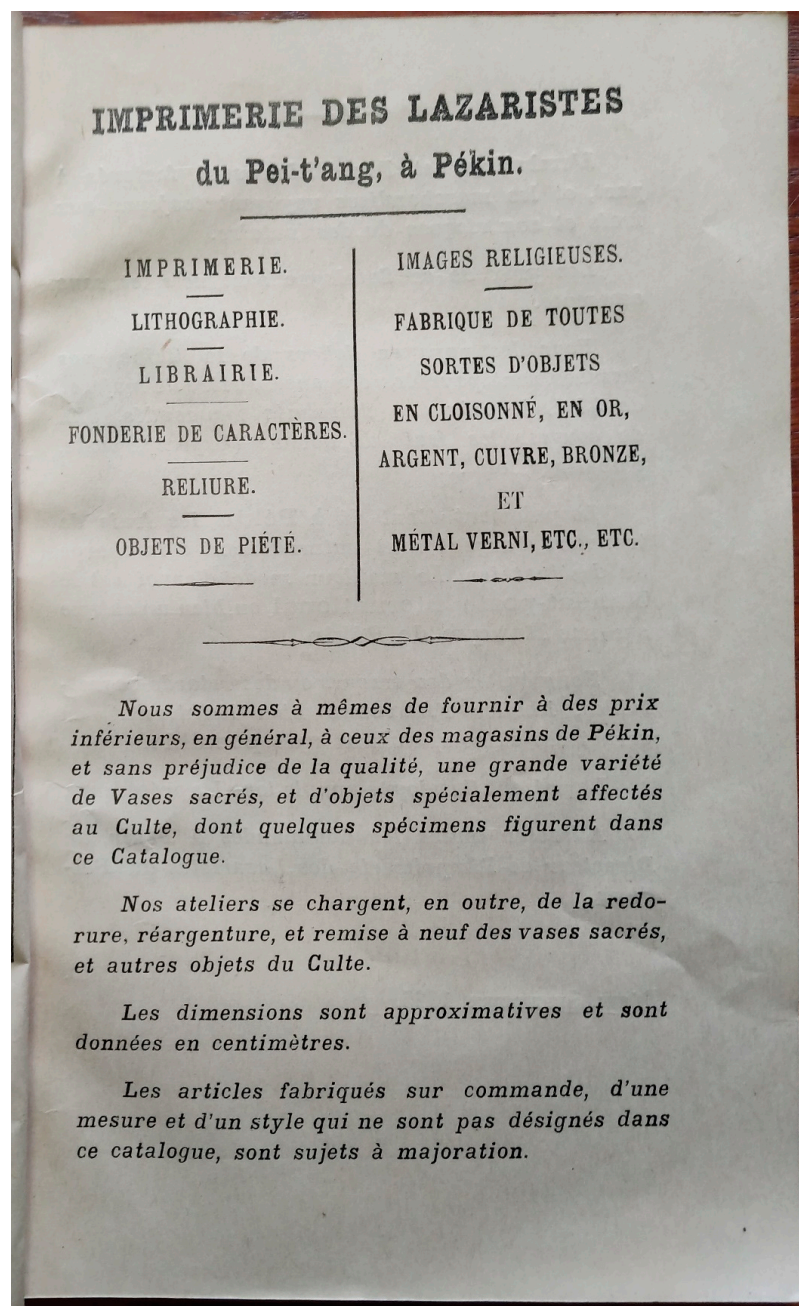 IMPRIMERIE DES LAZARISTES
du Pei-t'ang, à Pékin.
IMPRIMERIE.
LITHOGRAPHIE.
LIBRAIRIE.
FONDERIE DE CARACTÈRES.
RELIURE.
OBJETS DE PIÉTÉ.
IMAGES RELIGIEUSES.
FABRIQUE DE TOUTES
SORTES D'OBJETS
EN CLOISONNÉ, EN OR,
ARGENT, CUIVRE, BRONZE,
ET
MÉTAL VERNI, ETC., ETC.
Nous sommes à mêmes de fournir à des prix
inférieurs, en général, à ceux des magasins de Pékin,
et sans préjudice de la qualité, une grande variété
de Vases sacrés, et d'objets spécialement affectés
au Culte, dont quelques spécimens figurent dans
ce Catalogue.
Nos ateliers se chargent, en outre, de la redo-
rure, réargenture, et remise à neuf des vases sacrés,
et autres objets du Culte.
Les dimensions sont approximatives et sont
données en centimètres.
Les articles fabriqués sur commande, d'une
mesure et d'un style qui ne sont pas désignés dans
ce catalogue, sont sujets à majoration.